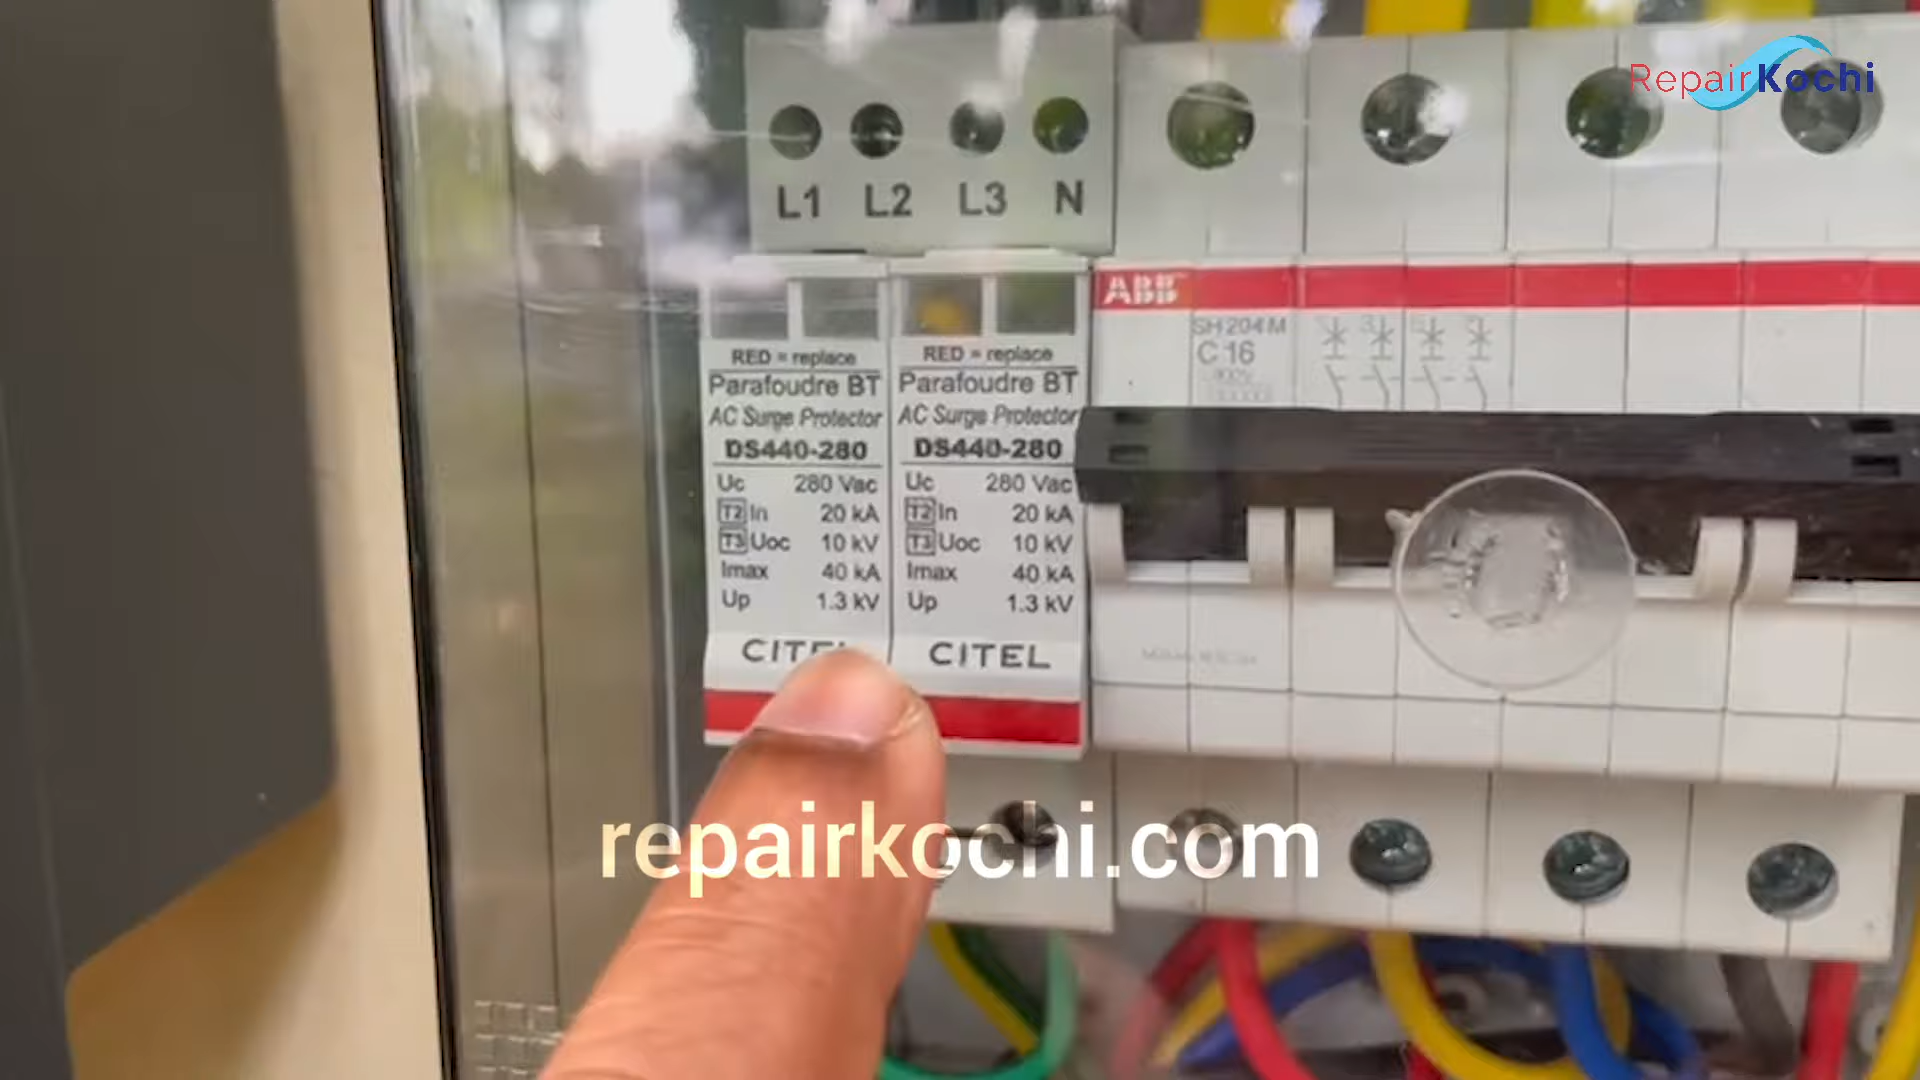 RepairKochi
L1 L2 L3 N
ABB
SH204M
C16
RED = replace
Parafoudre BT
AC Surge Protector
DS440-280
Uc 280 Vac
T2 In 20 kA
T3 Uoc 10 kV
Imax 40 kA
Up 1.3 kV
CITEL
RED = replace
Parafoudre BT
AC Surge Protector
DS440-280
Uc 280 Vac
T2 In 20 kA
T3 Uoc 10 kV
Imax 40 kA
Up 1.3 kV
CITEL
repairkochi.com